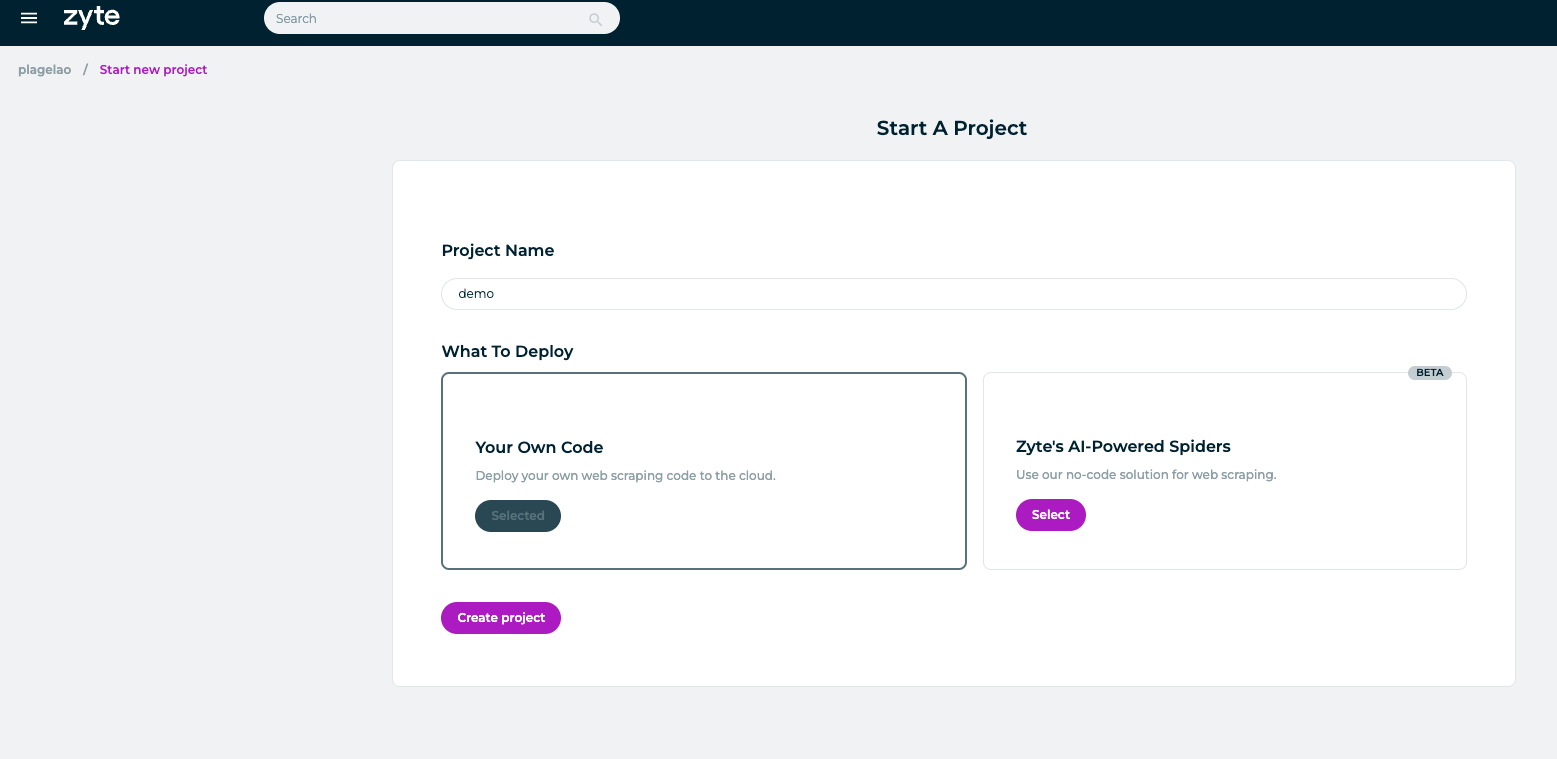 zyte
Search
plagelao / Start new project
Start A Project
Project Name
demo
What To Deploy
BETA
Your Own Code
Deploy your own web scraping code to the cloud.
Selected
Zyte's AI-Powered Spiders
Use our no-code solution for web scraping.
Select
Create project